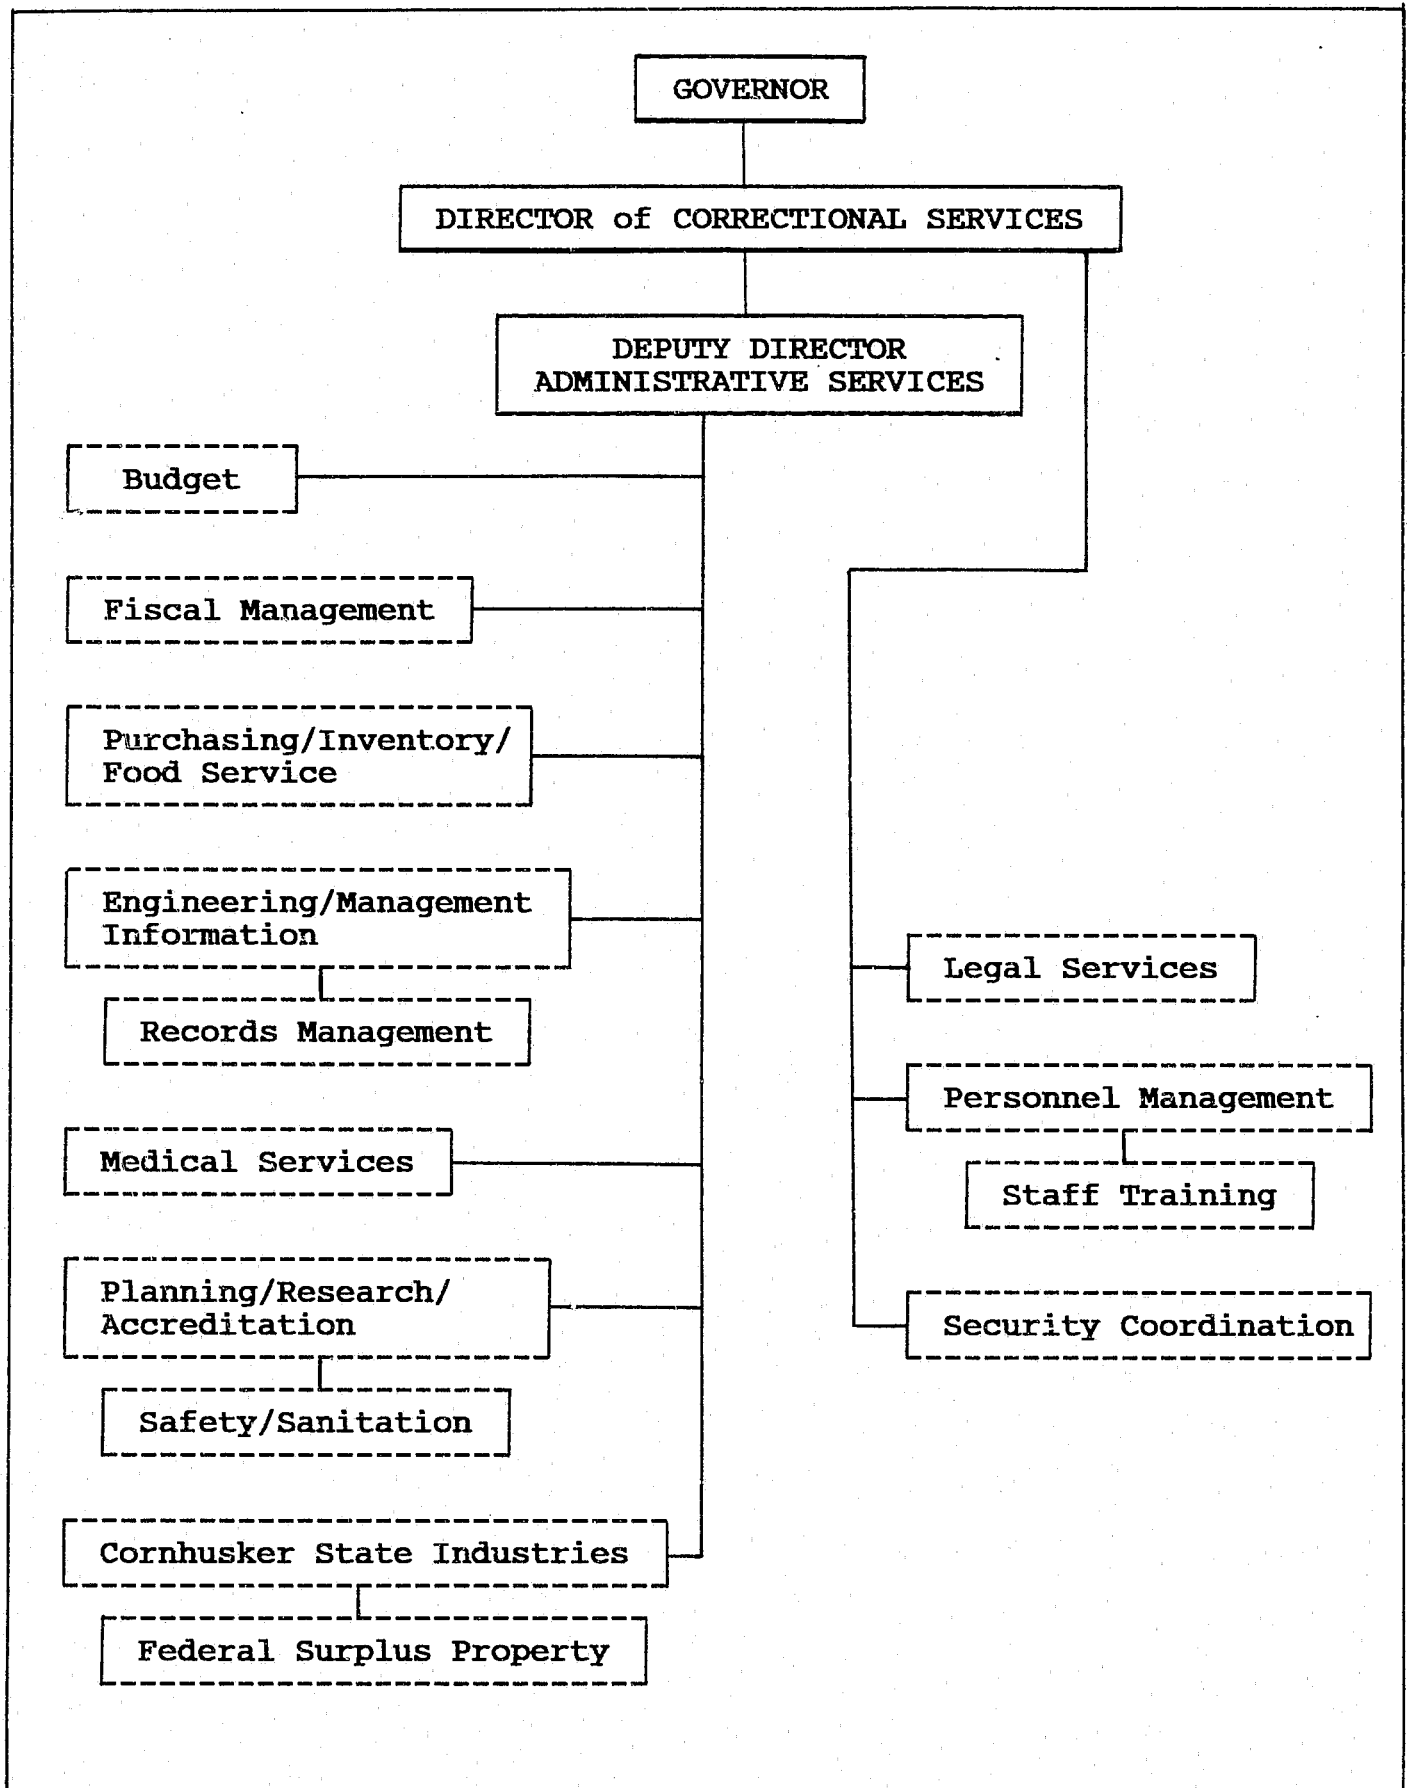 GOVERNOR
DIRECTOR of CORRECTIONAL SERVICES
DEPUTY DIRECTOR
ADMINISTRATIVE SERVICES
Budget
Fiscal Management
Purchasing/Inventory/
Food Service
Engineering/Management
Information
Records Management
Medical Services
Planning/Research/
Accreditation
Safety/Sanitation
Cornhusker State Industries
Federal Surplus Property
Legal Services
Personnel Management
Staff Training
Security Coordination